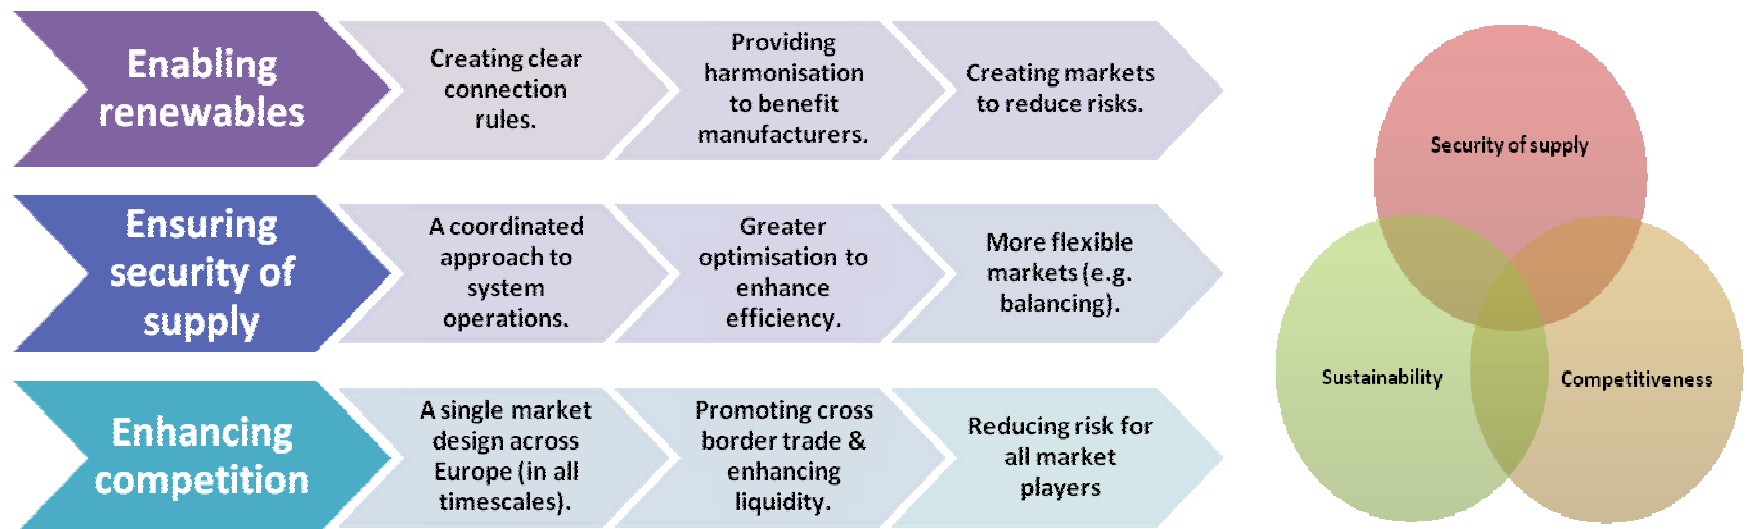 Enabling
renewables
Creating clear
connection
rules.
Providing
harmonisation
to benefit
manufacturers.
Creating markets
to reduce risks.
Ensuring
security of
supply
A coordinated
approach to
system
operations.
Greater
optimisation to
enhance
efficiency.
More flexible
markets (e.g.
balancing).
Enhancing
competition
A single market
design across
Europe (in all
timescales).
Promoting cross
border trade &
enhancing
liquidity.
Reducing risk for
all market
players
Security of supply
Sustainability
Competitiveness